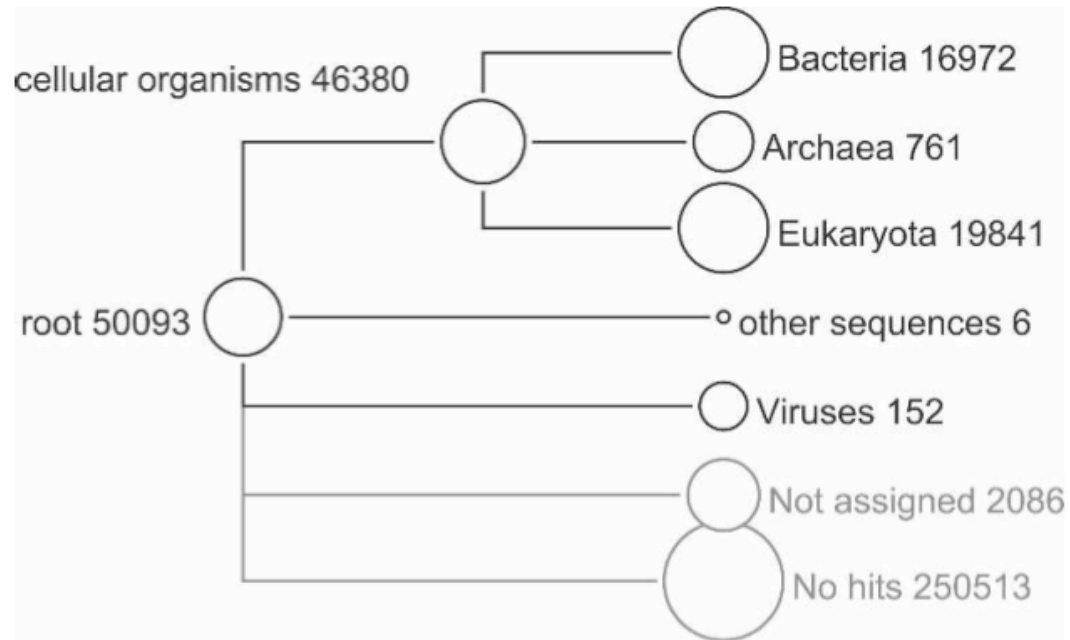 cellular organisms 46380
Bacteria 16972
Archaea 761
Eukaryota 19841
root 50093
other sequences 6
Viruses 152
Not assigned 2086
No hits 250513